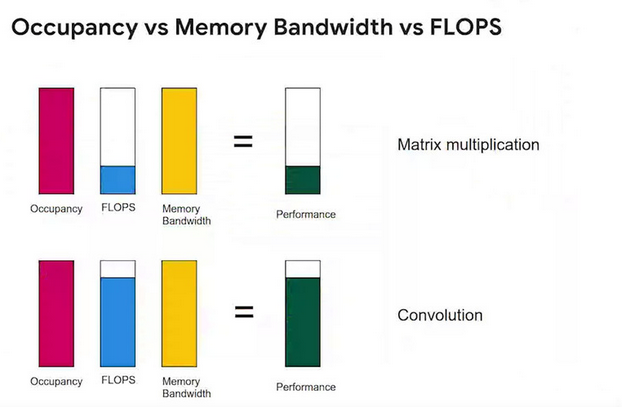 Occupancy vs Memory Bandwidth vs FLOPS
=
Matrix multiplication
Occupancy
FLOPS
Memory
Bandwidth
Performance
=
Convolution
Occupancy
FLOPS
Memory
Bandwidth
Performance